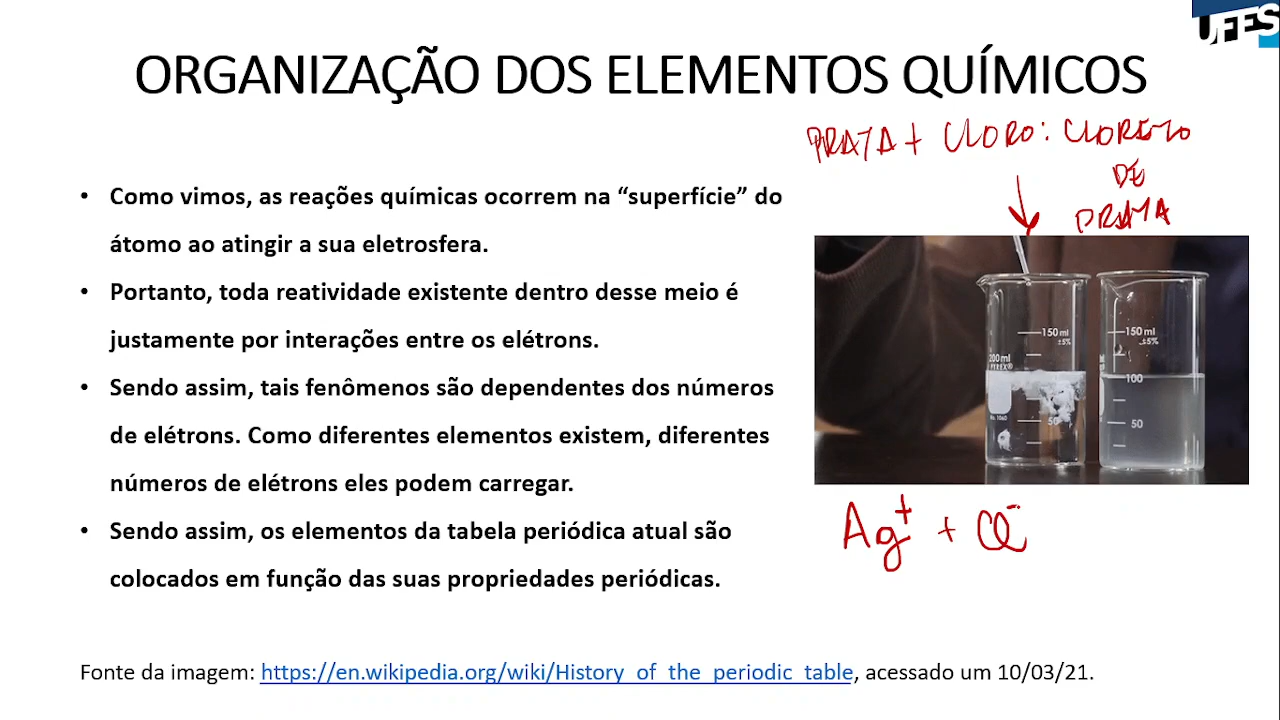 UFES
ORGANIZAÇÃO DOS ELEMENTOS QUÍMICOS
PRATA + CLORO: CLORETO
DE
PRATA
• Como vimos, as reações químicas ocorrem na “superfície” do
átomo ao atingir a sua eletrosfera.
• Portanto, toda reatividade existente dentro desse meio é
justamente por interações entre os elétrons.
• Sendo assim, tais fenômenos são dependentes dos números
de elétrons. Como diferentes elementos existem, diferentes
números de elétrons eles podem carregar.
• Sendo assim, os elementos da tabela periódica atual são
colocados em função das suas propriedades periódicas.
150 ml
±5%
200 ml
PYREX®
50
150 ml
±5%
100
50
Ag⁺ + Cl⁻
Fonte da imagem: https://en.wikipedia.org/wiki/History_of_the_periodic_table, acessado um 10/03/21.